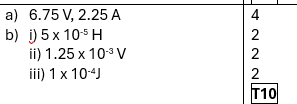 a) 6.75 V, 2.25 A 4
b) i) 5 x 10⁻⁵ H 2
ii) 1.25 x 10⁻³ V 2
iii) 1 x 10⁻⁴J 2
T10